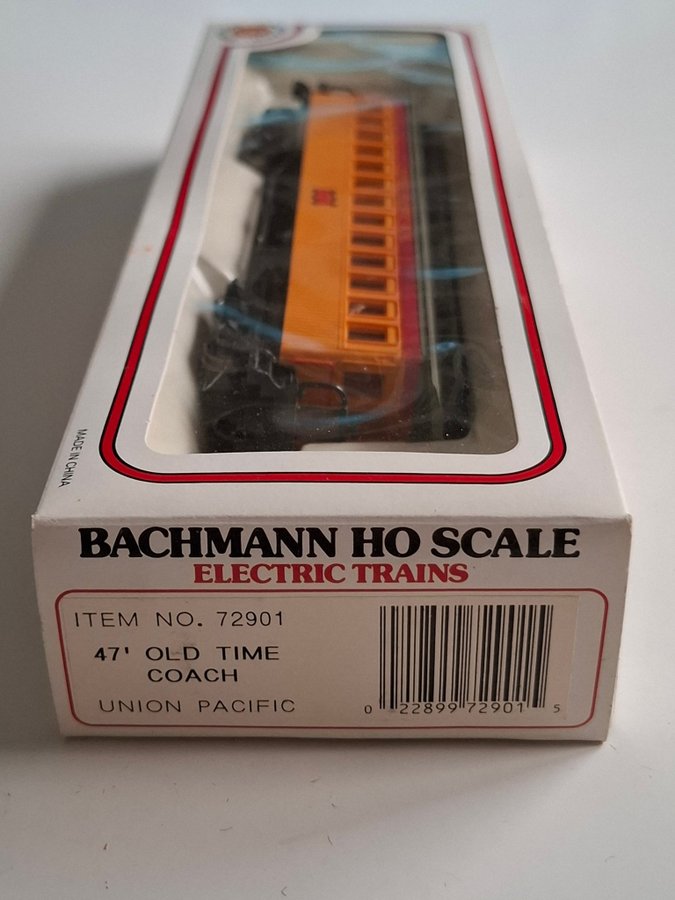 MADE IN CHINA
BACHMANN HO SCALE
ELECTRIC TRAINS
ITEM NO. 72901
47' OLD TIME
COACH
UNION PACIFIC
0 22899 72901 5